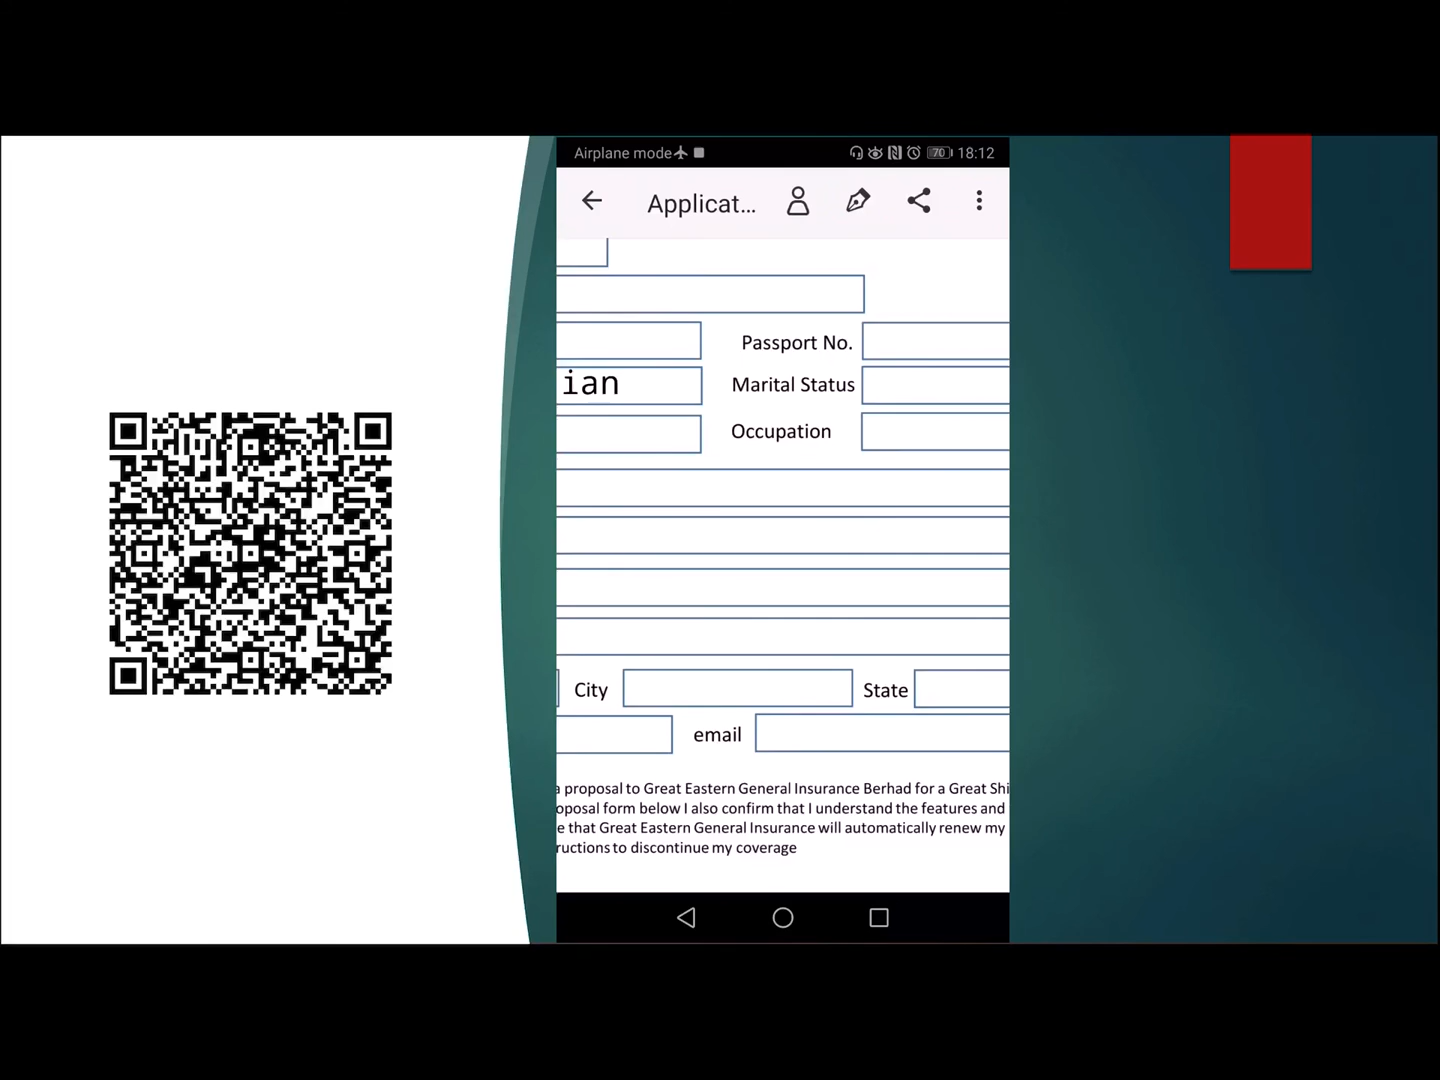 Airplane mode
70 18:12
Applicat...
Passport No.
ian Marital Status
Occupation
City State
email
a proposal to Great Eastern General Insurance Berhad for a Great Shi
oposal form below I also confirm that I understand the features and
e that Great Eastern General Insurance will automatically renew my
ructions to discontinue my coverage